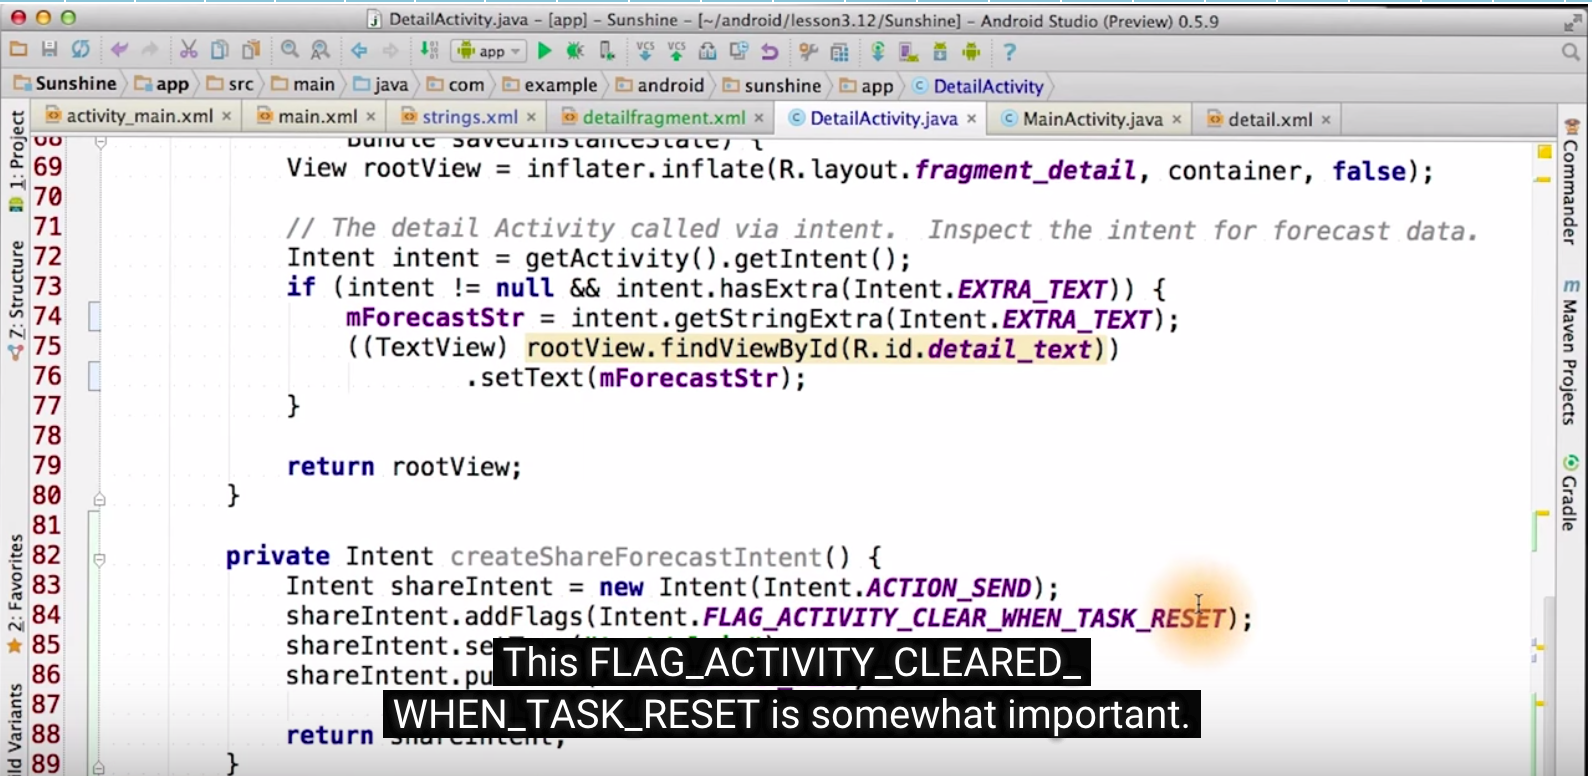 DetailActivity.java – [app] – Sunshine – [~/android/lesson3.12/Sunshine] – Android Studio (Preview) 0.5.9
app
Sunshine app src main java com example android sunshine app DetailActivity
activity_main.xml main.xml strings.xml detailfragment.xml DetailActivity.java MainActivity.java detail.xml
1: Project
Z: Structure
2: Favorites
ild Variants
Commander
Maven Projects
Gradle
68 Bundle savedInstanceState) {
69 View rootView = inflater.inflate(R.layout.fragment_detail, container, false);
70
71 // The detail Activity called via intent.  Inspect the intent for forecast data.
72 Intent intent = getActivity().getIntent();
73 if (intent != null && intent.hasExtra(Intent.EXTRA_TEXT)) {
74 mForecastStr = intent.getStringExtra(Intent.EXTRA_TEXT);
75 ((TextView) rootView.findViewById(R.id.detail_text))
76 .setText(mForecastStr);
77 }
78
79 return rootView;
80 }
81
82 private Intent createShareForecastIntent() {
83 Intent shareIntent = new Intent(Intent.ACTION_SEND);
84 shareIntent.addFlags(Intent.FLAG_ACTIVITY_CLEAR_WHEN_TASK_RESET);
85 shareIntent.se
86 shareIntent.pu
87
88 return shareIntent;
89 }
This FLAG_ACTIVITY_CLEARED_
WHEN_TASK_RESET is somewhat important.